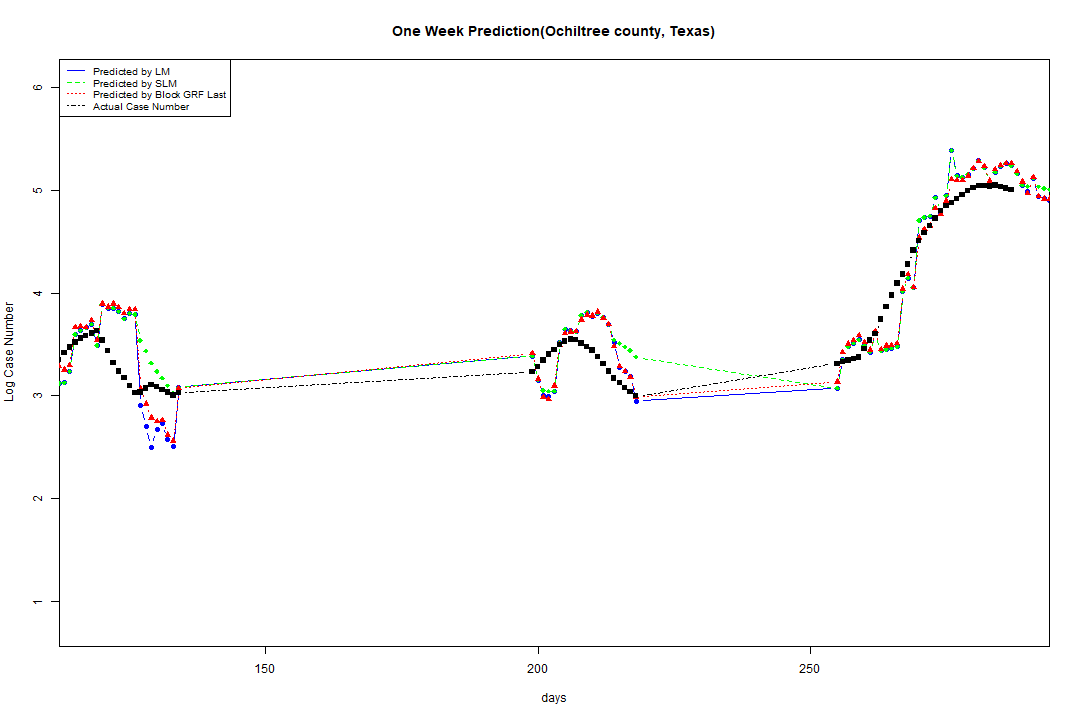 One Week Prediction(Ochiltree county, Texas)
Predicted by LM
Predicted by SLM
Predicted by Block GRF Last
Actual Case Number
6
5
4
3
2
1
Log Case Number
150
200
250
days